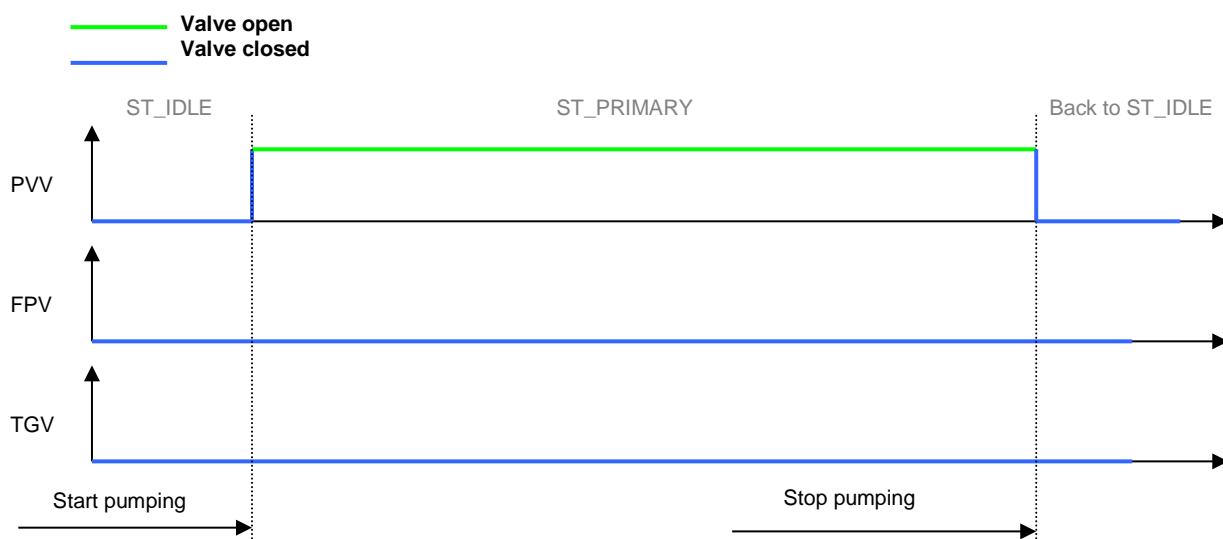 Valve open
Valve closed
ST_IDLE ST_PRIMARY Back to ST_IDLE
PVV
FPV
TGV
Start pumping Stop pumping